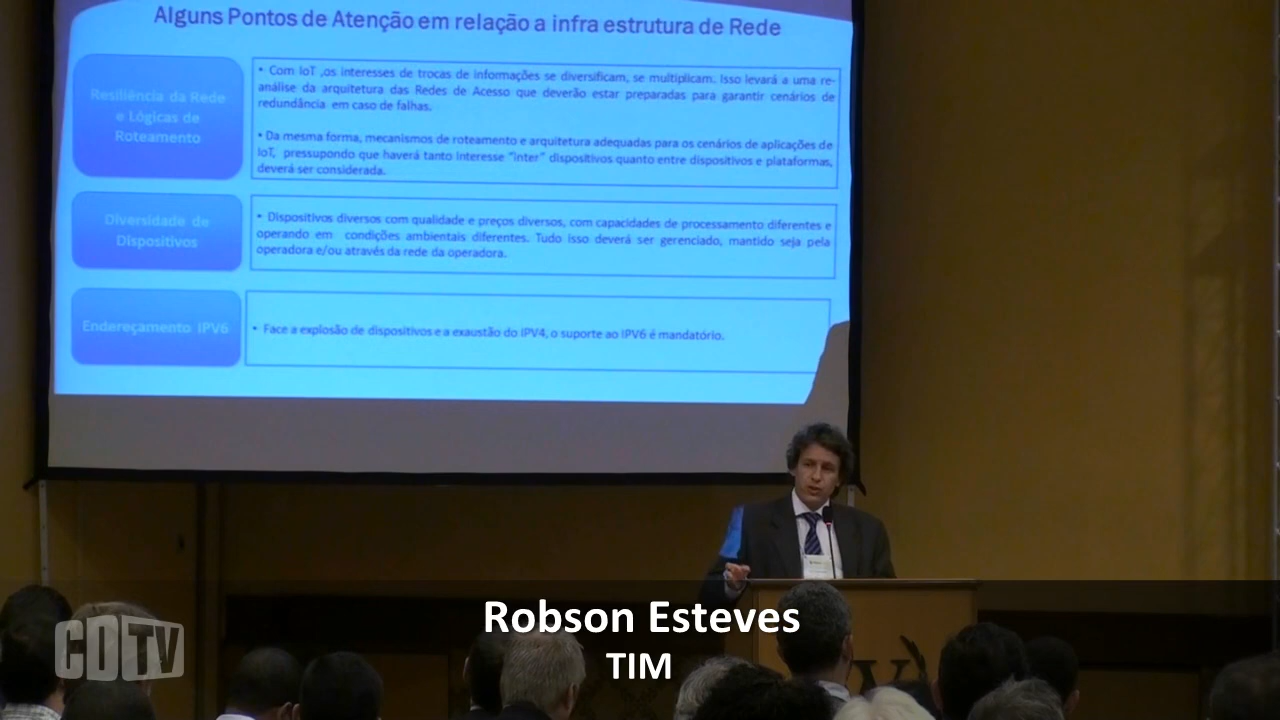 Alguns Pontos de Atenção em relação a infra estrutura de Rede
Resiliência da Rede
e Lógicas de
Roteamento
• Com IoT ,os interesses de trocas de informações se diversificam, se multiplicam. Isso levará a uma re-
análise da arquitetura das Redes de Acesso que deverão estar preparadas para garantir cenários de
redundância em caso de falhas.
• Da mesma forma, mecanismos de roteamento e arquitetura adequadas para os cenários de aplicações de
IoT, pressupondo que haverá tanto interesse "inter" dispositivos quanto entre dispositivos e plataformas,
deverá ser considerada.
Diversidade de
Dispositivos
• Dispositivos diversos com qualidade e preços diversos, com capacidades de processamento diferentes e
operando em condições ambientais diferentes. Tudo isso deverá ser gerenciado, mantido seja pela
operadora e/ou através da rede da operadora.
Endereçamento IPV6
• Face a explosão de dispositivos e a exaustão do IPV4, o suporte ao IPV6 é mandatório.
Robson Esteves
TIM
CDTV